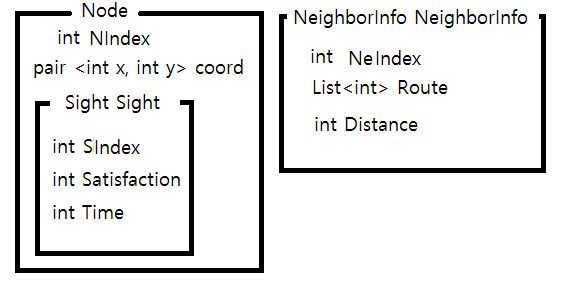 Node
int NIndex
pair <int x, int y> coord
Sight Sight
int SIndex
int Satisfaction
int Time
NeighborInfo NeighborInfo
int NeIndex
List<int> Route
int Distance